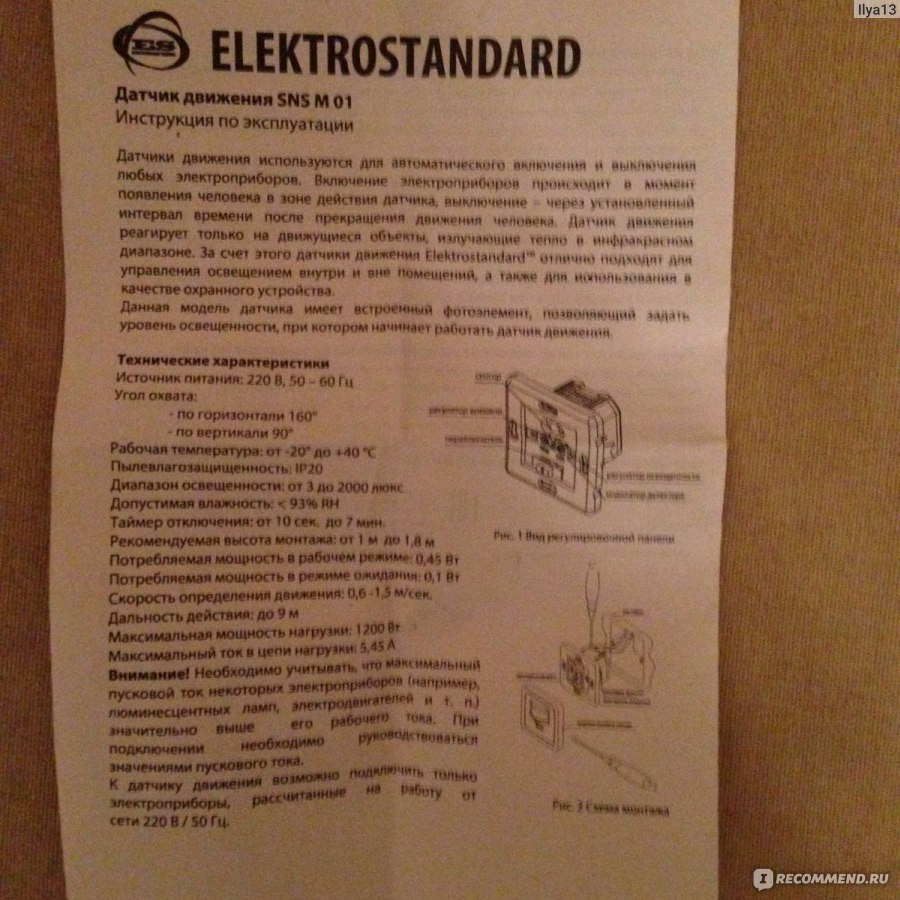 Ilya13
ES
ELEKTROSTANDARD
Датчик движения SNS M 01
Инструкция по эксплуатации
Датчики движения используются для автоматического включения и выключения
любых электроприборов. Включение электроприборов происходит в момент
появления человека в зоне действия датчика, выключение – через установленный
интервал времени после прекращения движения человека. Датчик движения
реагирует только на движущиеся объекты, излучающие тепло в инфракрасном
диапазоне. За счет этого датчики движения Elektrostandard™ отлично подходят для
управления освещением внутри и вне помещений, а также для использования в
качестве охранного устройства.
Данная модель датчика имеет встроенный фотоэлемент, позволяющий задать
уровень освещенности, при котором начинает работать датчик движения.
Технические характеристики
Источник питания: 220 В, 50 – 60 Гц
Угол охвата:
- по горизонтали 160°
- по вертикали 90°
Рабочая температура: от -20° до +40 °C
Пылевлагозащищенность: IP20
Диапазон освещенности: от 3 до 2000 люкс
Допустимая влажность: < 93% RH
Таймер отключения: от 10 сек. до 7 мин.
Рекомендуемая высота монтажа: от 1 м до 1,8 м
Потребляемая мощность в рабочем режиме: 0,45 Вт
Потребляемая мощность в режиме ожидания: 0,1 Вт
Скорость определения движения: 0,6 -1,5 м/сек.
Дальность действия: до 9 м
Максимальная мощность нагрузки: 1200 Вт
Максимальный ток в цепи нагрузки: 5,45 А
Внимание! Необходимо учитывать, что максимальный
пусковой ток некоторых электроприборов (например,
люминесцентных ламп, электродвигателей и т. п.)
значительно выше его рабочего тока. При
подключении необходимо руководствоваться
значениями пускового тока.
К датчику движения возможно подключить только
электроприборы, рассчитанные на работу от
сети 220 В / 50 Гц.
сенсор
регулятор времени
переключатель
регулятор освещенности
Рис. 1 Вид регулировочной панели
Рис. 3 Схема монтажа
IRECOMMEND.RU